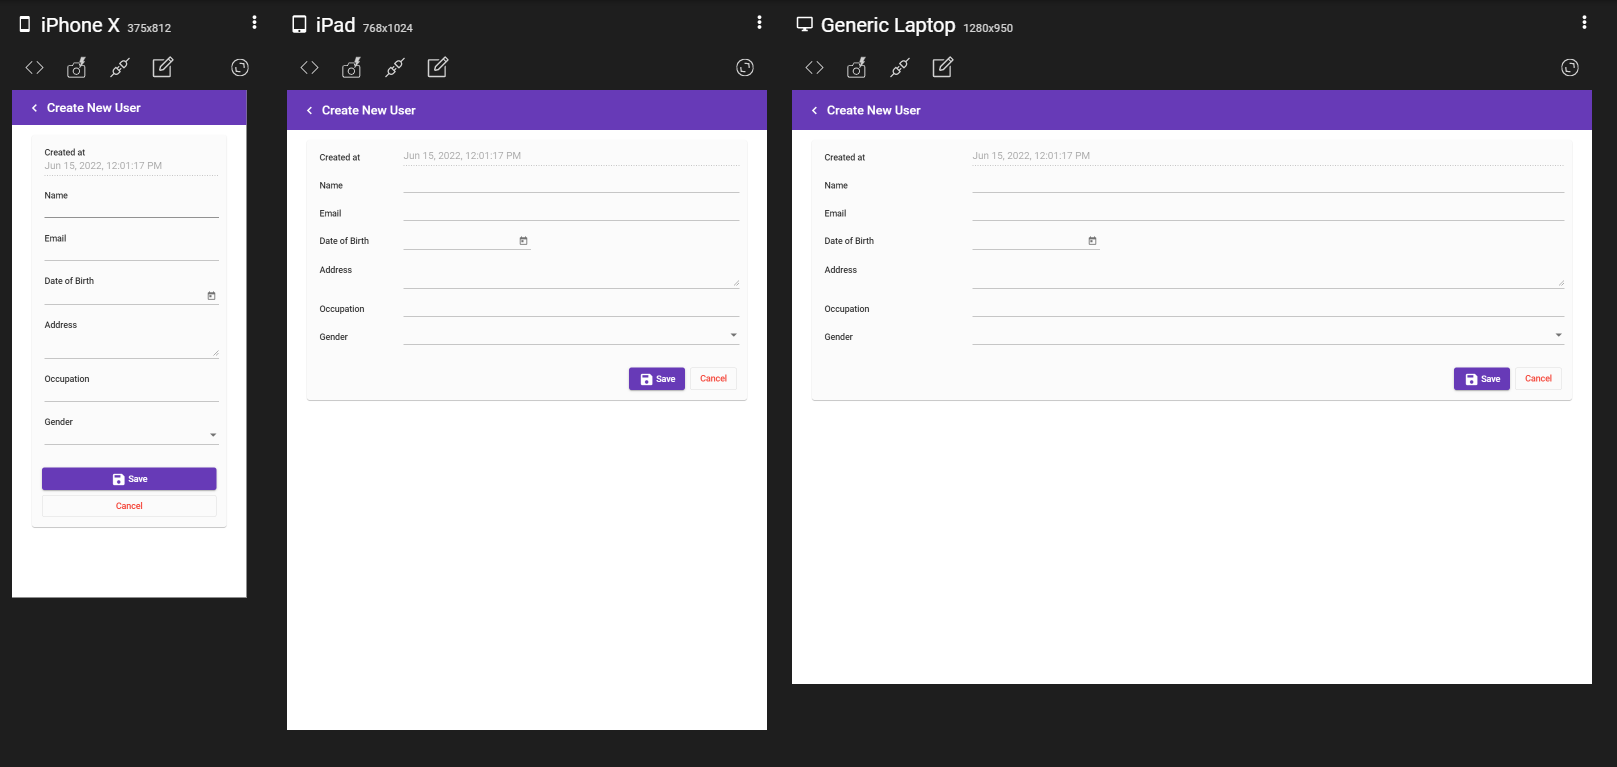 iPhone X 375x812
Create New User
Created at
Jun 15, 2022, 12:01:17 PM
Name
Email
Date of Birth
Address
Occupation
Gender
Save
Cancel
iPad 768x1024
Create New User
Created at Jun 15, 2022, 12:01:17 PM
Name
Email
Date of Birth
Address
Occupation
Gender
Save Cancel
Generic Laptop 1280x950
Create New User
Created at Jun 15, 2022, 12:01:17 PM
Name
Email
Date of Birth
Address
Occupation
Gender
Save Cancel